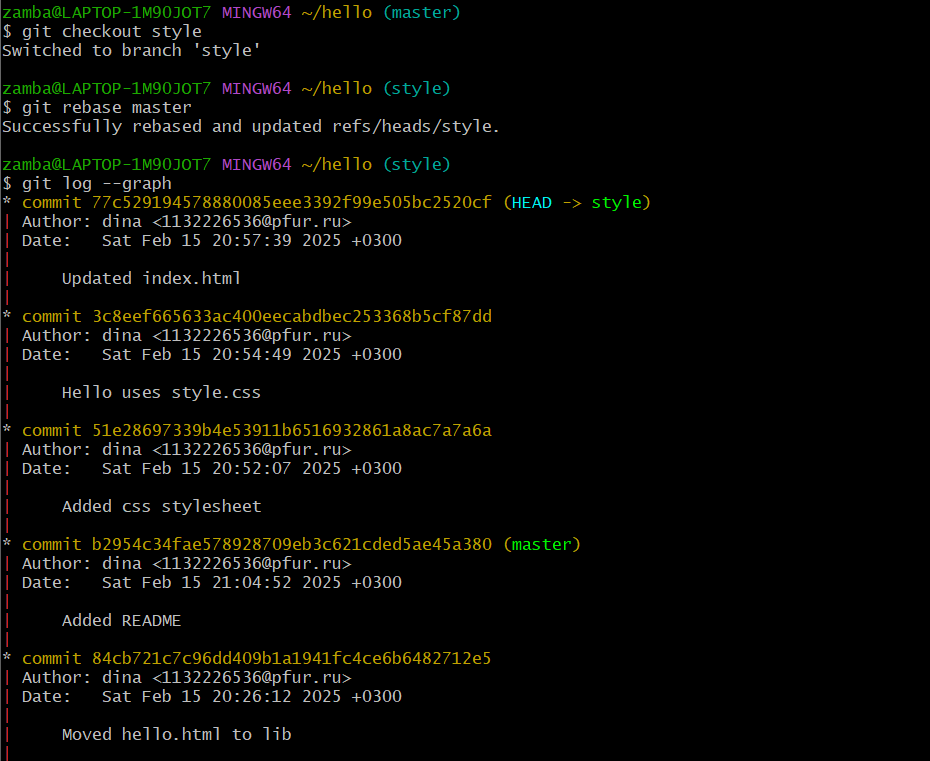 zamba@LAPTOP-1M9OJOT7 MINGW64 ~/hello (master)
$ git checkout style
Switched to branch 'style'
zamba@LAPTOP-1M9OJOT7 MINGW64 ~/hello (style)
$ git rebase master
Successfully rebased and updated refs/heads/style.
zamba@LAPTOP-1M9OJOT7 MINGW64 ~/hello (style)
$ git log --graph
* commit 77c529194578880085eee3392f99e505bc2520cf (HEAD -> style)
| Author: dina <1132226536@pfur.ru>
| Date:   Sat Feb 15 20:57:39 2025 +0300
|
|     Updated index.html
|
* commit 3c8eef665633ac400eecabdbec253368b5cf87dd
| Author: dina <1132226536@pfur.ru>
| Date:   Sat Feb 15 20:54:49 2025 +0300
|
|     Hello uses style.css
|
* commit 51e28697339b4e53911b6516932861a8ac7a7a6a
| Author: dina <1132226536@pfur.ru>
| Date:   Sat Feb 15 20:52:07 2025 +0300
|
|     Added css stylesheet
|
* commit b2954c34fae578928709eb3c621cded5ae45a380 (master)
| Author: dina <1132226536@pfur.ru>
| Date:   Sat Feb 15 21:04:52 2025 +0300
|
|     Added README
|
* commit 84cb721c7c96dd409b1a1941fc4ce6b6482712e5
| Author: dina <1132226536@pfur.ru>
| Date:   Sat Feb 15 20:26:12 2025 +0300
|
|     Moved hello.html to lib
|